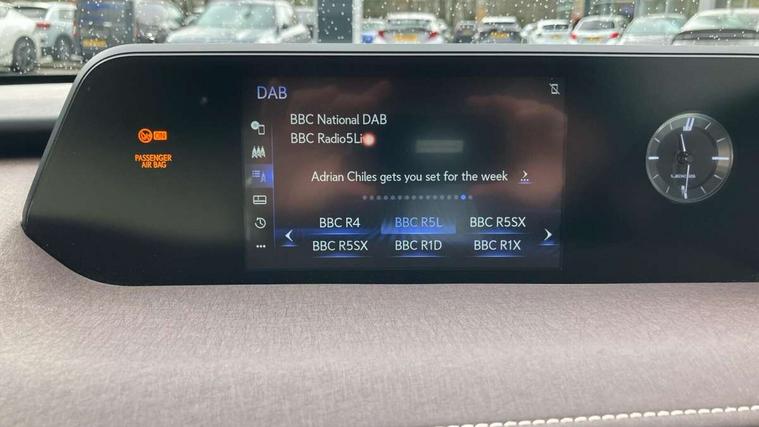 DAB
BBC National DAB
BBC Radio5Li
ON
PASSENGER
AIR BAG
Adrian Chiles gets you set for the week
BBC R4 BBC R5L BBC R5SX
BBC R5SX BBC R1D BBC R1X
LEXUS